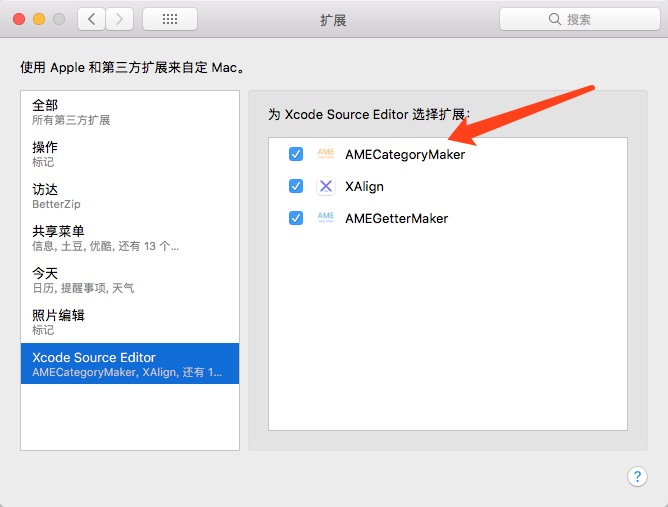 扩展
搜索
使用 Apple 和第三方扩展来自定 Mac。
全部
所有第三方扩展
操作
标记
访达
BetterZip
共享菜单
信息, 土豆, 优酷, 还有 13 个…
今天
日历, 提醒事项, 天气
照片编辑
标记
Xcode Source Editor
AMECategoryMaker, XAlign, 还有 1…
为 Xcode Source Editor 选择扩展：
AME
AMECategoryMaker
XAlign
AME
AMEGetterMaker
?